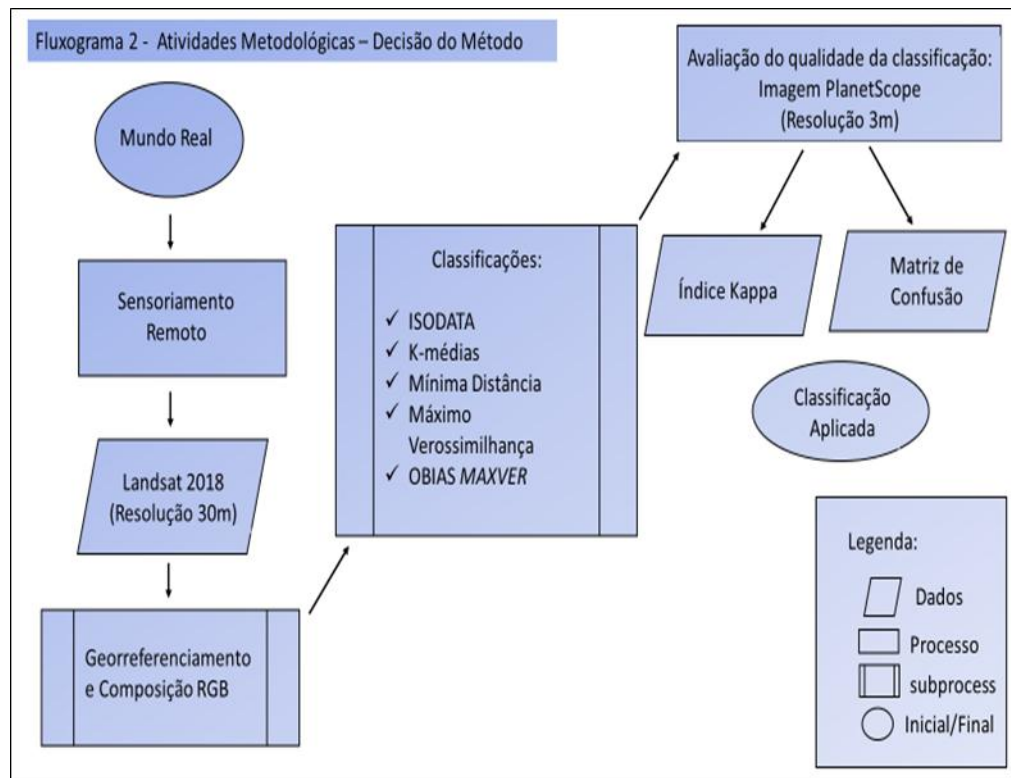 Fluxograma 2 - Atividades Metodológicas – Decisão do Método
Mundo Real
Sensoriamento
Remoto
Landsat 2018
(Resolução 30m)
Georreferenciamento
e Composição RGB
Classificações:
✓ ISODATA
✓ K-médias
✓ Mínima Distância
✓ Máximo
Verossimilhança
✓ OBIAS MAXVER
Avaliação do qualidade da classificação:
Imagem PlanetScope
(Resolução 3m)
Índice Kappa
Matriz de
Confusão
Classificação
Aplicada
Legenda:
Dados
Processo
subprocess
Inicial/Final